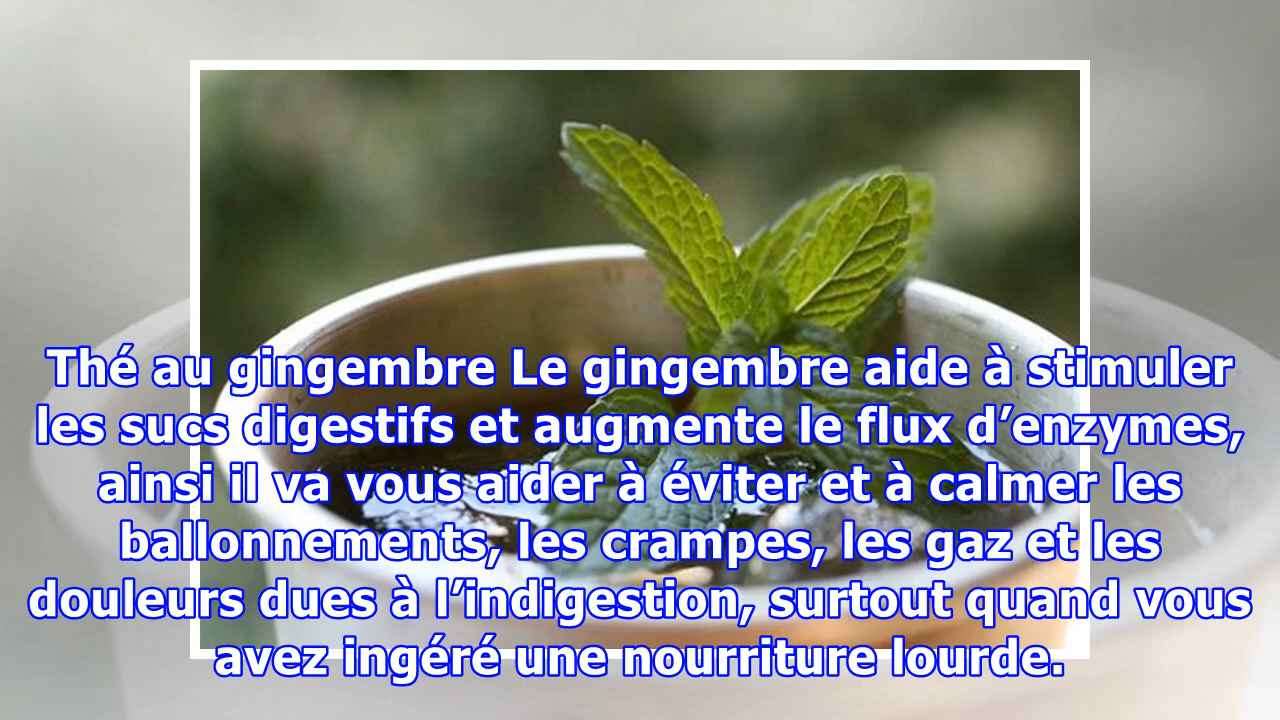 Thé au gingembre Le gingembre aide à stimuler
les sucs digestifs et augmente le flux d’enzymes,
ainsi il va vous aider à éviter et à calmer les
ballonnements, les crampes, les gaz et les
douleurs dues à l’indigestion, surtout quand vous
avez ingéré une nourriture lourde.